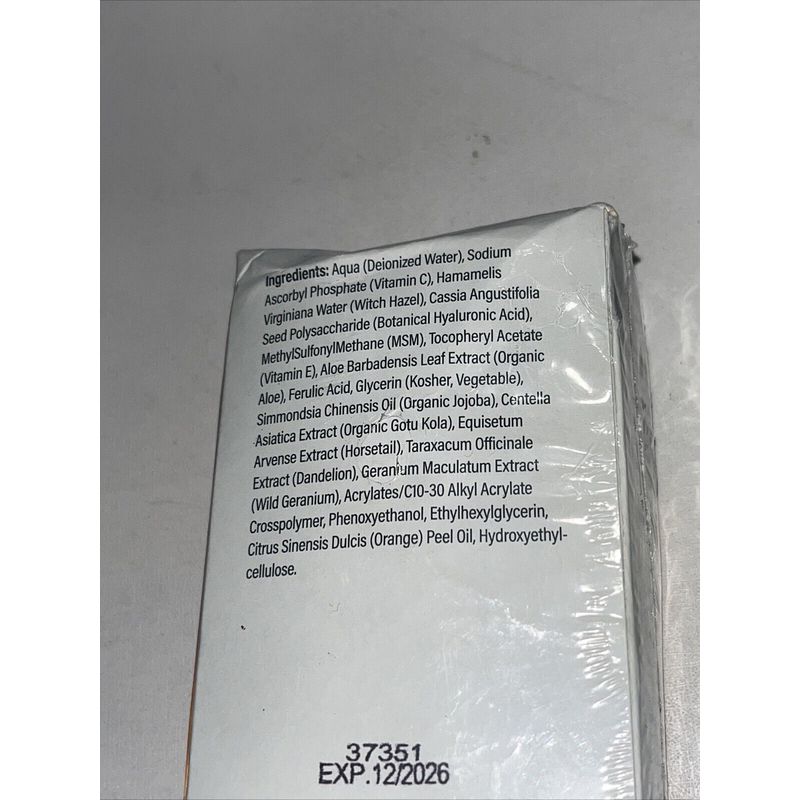 Ingredients: Aqua (Deionized Water), Sodium
Ascorbyl Phosphate (Vitamin C), Hamamelis
Virginiana Water (Witch Hazel), Cassia Angustifolia
Seed Polysaccharide (Botanical Hyaluronic Acid),
MethylSulfonylMethane (MSM), Tocopheryl Acetate
(Vitamin E), Aloe Barbadensis Leaf Extract (Organic
Aloe), Ferulic Acid, Glycerin (Kosher, Vegetable),
Simmondsia Chinensis Oil (Organic Jojoba), Centella
Asiatica Extract (Organic Gotu Kola), Equisetum
Arvense Extract (Horsetail), Taraxacum Officinale
Extract (Dandelion), Geranium Maculatum Extract
(Wild Geranium), Acrylates/C10-30 Alkyl Acrylate
Crosspolymer, Phenoxyethanol, Ethylhexylglycerin,
Citrus Sinensis Dulcis (Orange) Peel Oil, Hydroxyethyl-
cellulose.
37351
EXP.12/2026